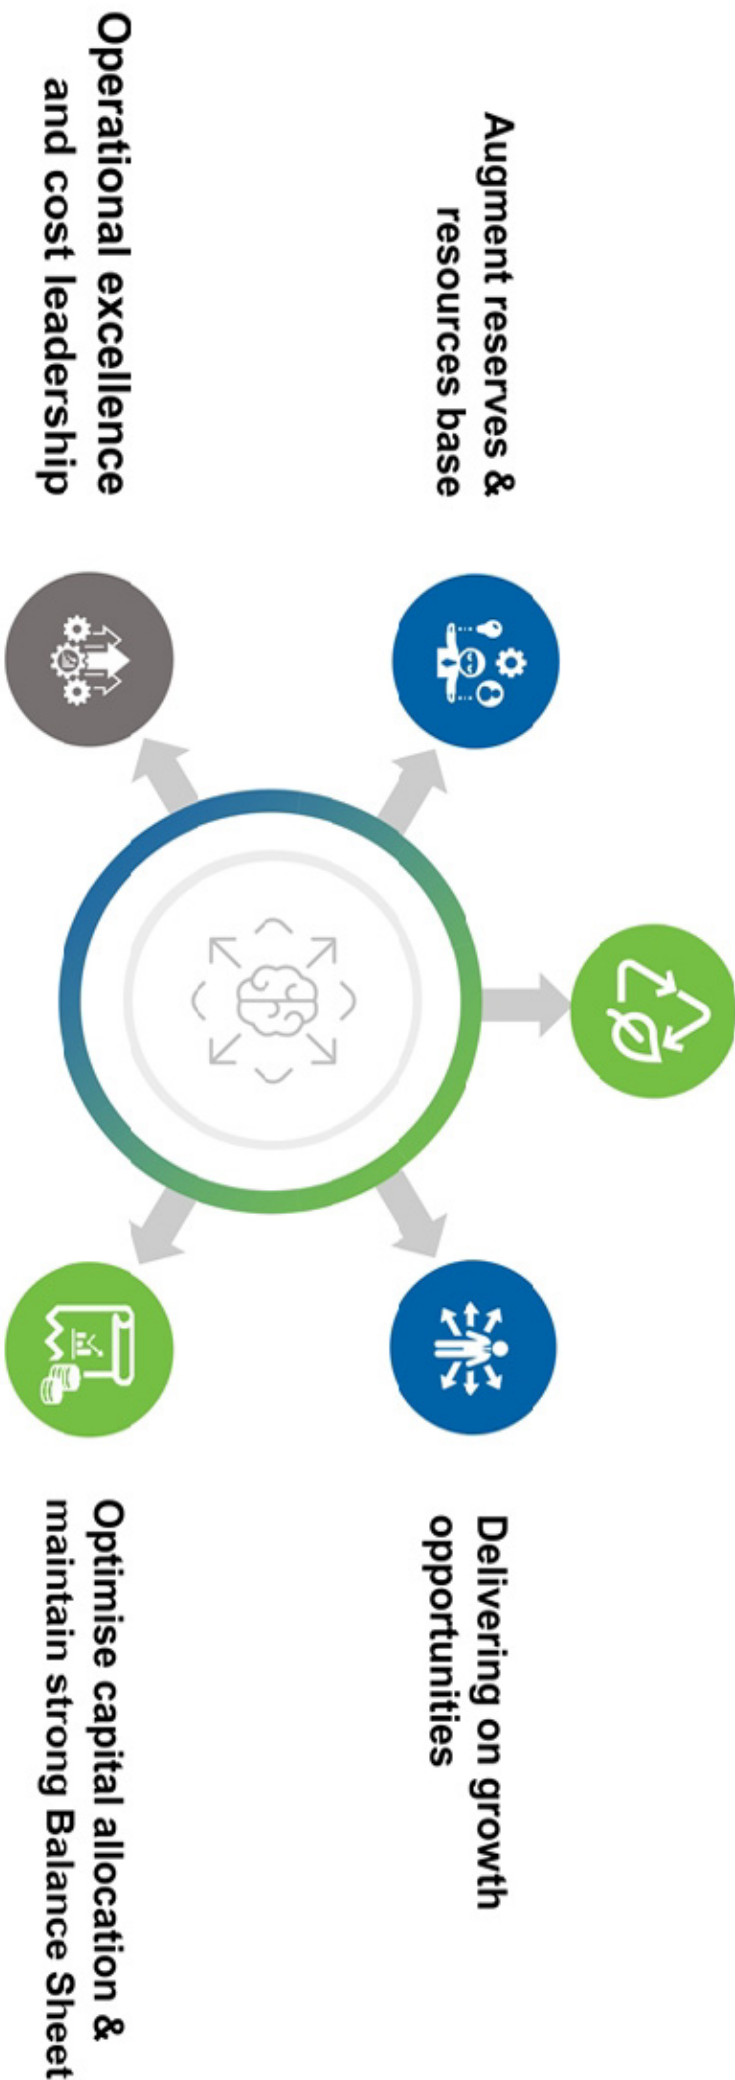 Augment reserves &
resources base
Delivering on growth
opportunities
Operational excellence
and cost leadership
Optimise capital allocation &
maintain strong Balance Sheet